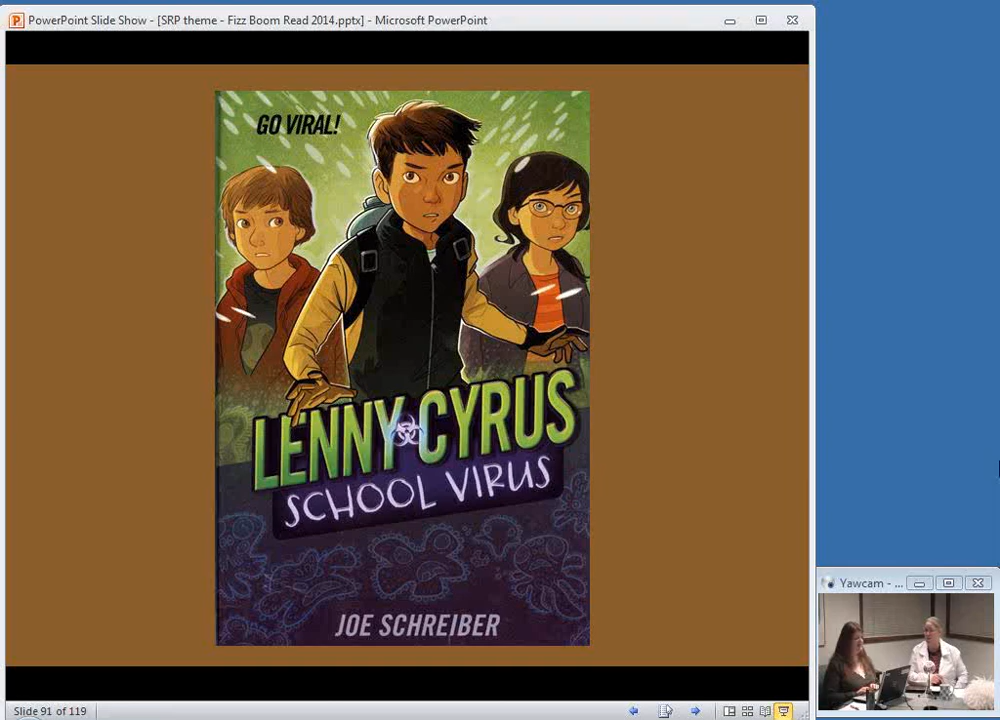 PowerPoint Slide Show - [SRP theme - Fizz Boom Read 2014.pptx] - Microsoft PowerPoint
GO VIRAL!
LENNY CYRUS
SCHOOL VIRUS
JOE SCHREIBER
Yawcam - ...
Slide 91 of 119